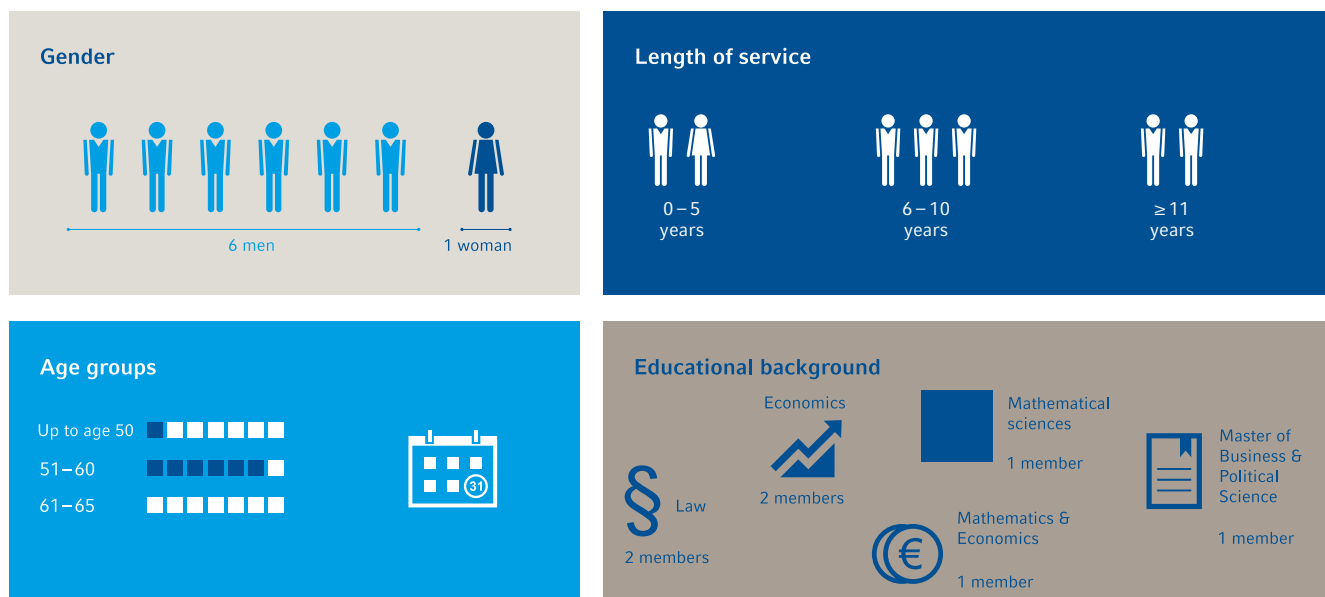 Gender
6 men
1 woman
Length of service
0–5
years
6–10
years
≥ 11
years
Age groups
Up to age 50
51–60
61–65
31
Educational background
§
Law
2 members
Economics
2 members
Mathematical
sciences
1 member
€
Mathematics &
Economics
1 member
Master of
Business &
Political
Science
1 member